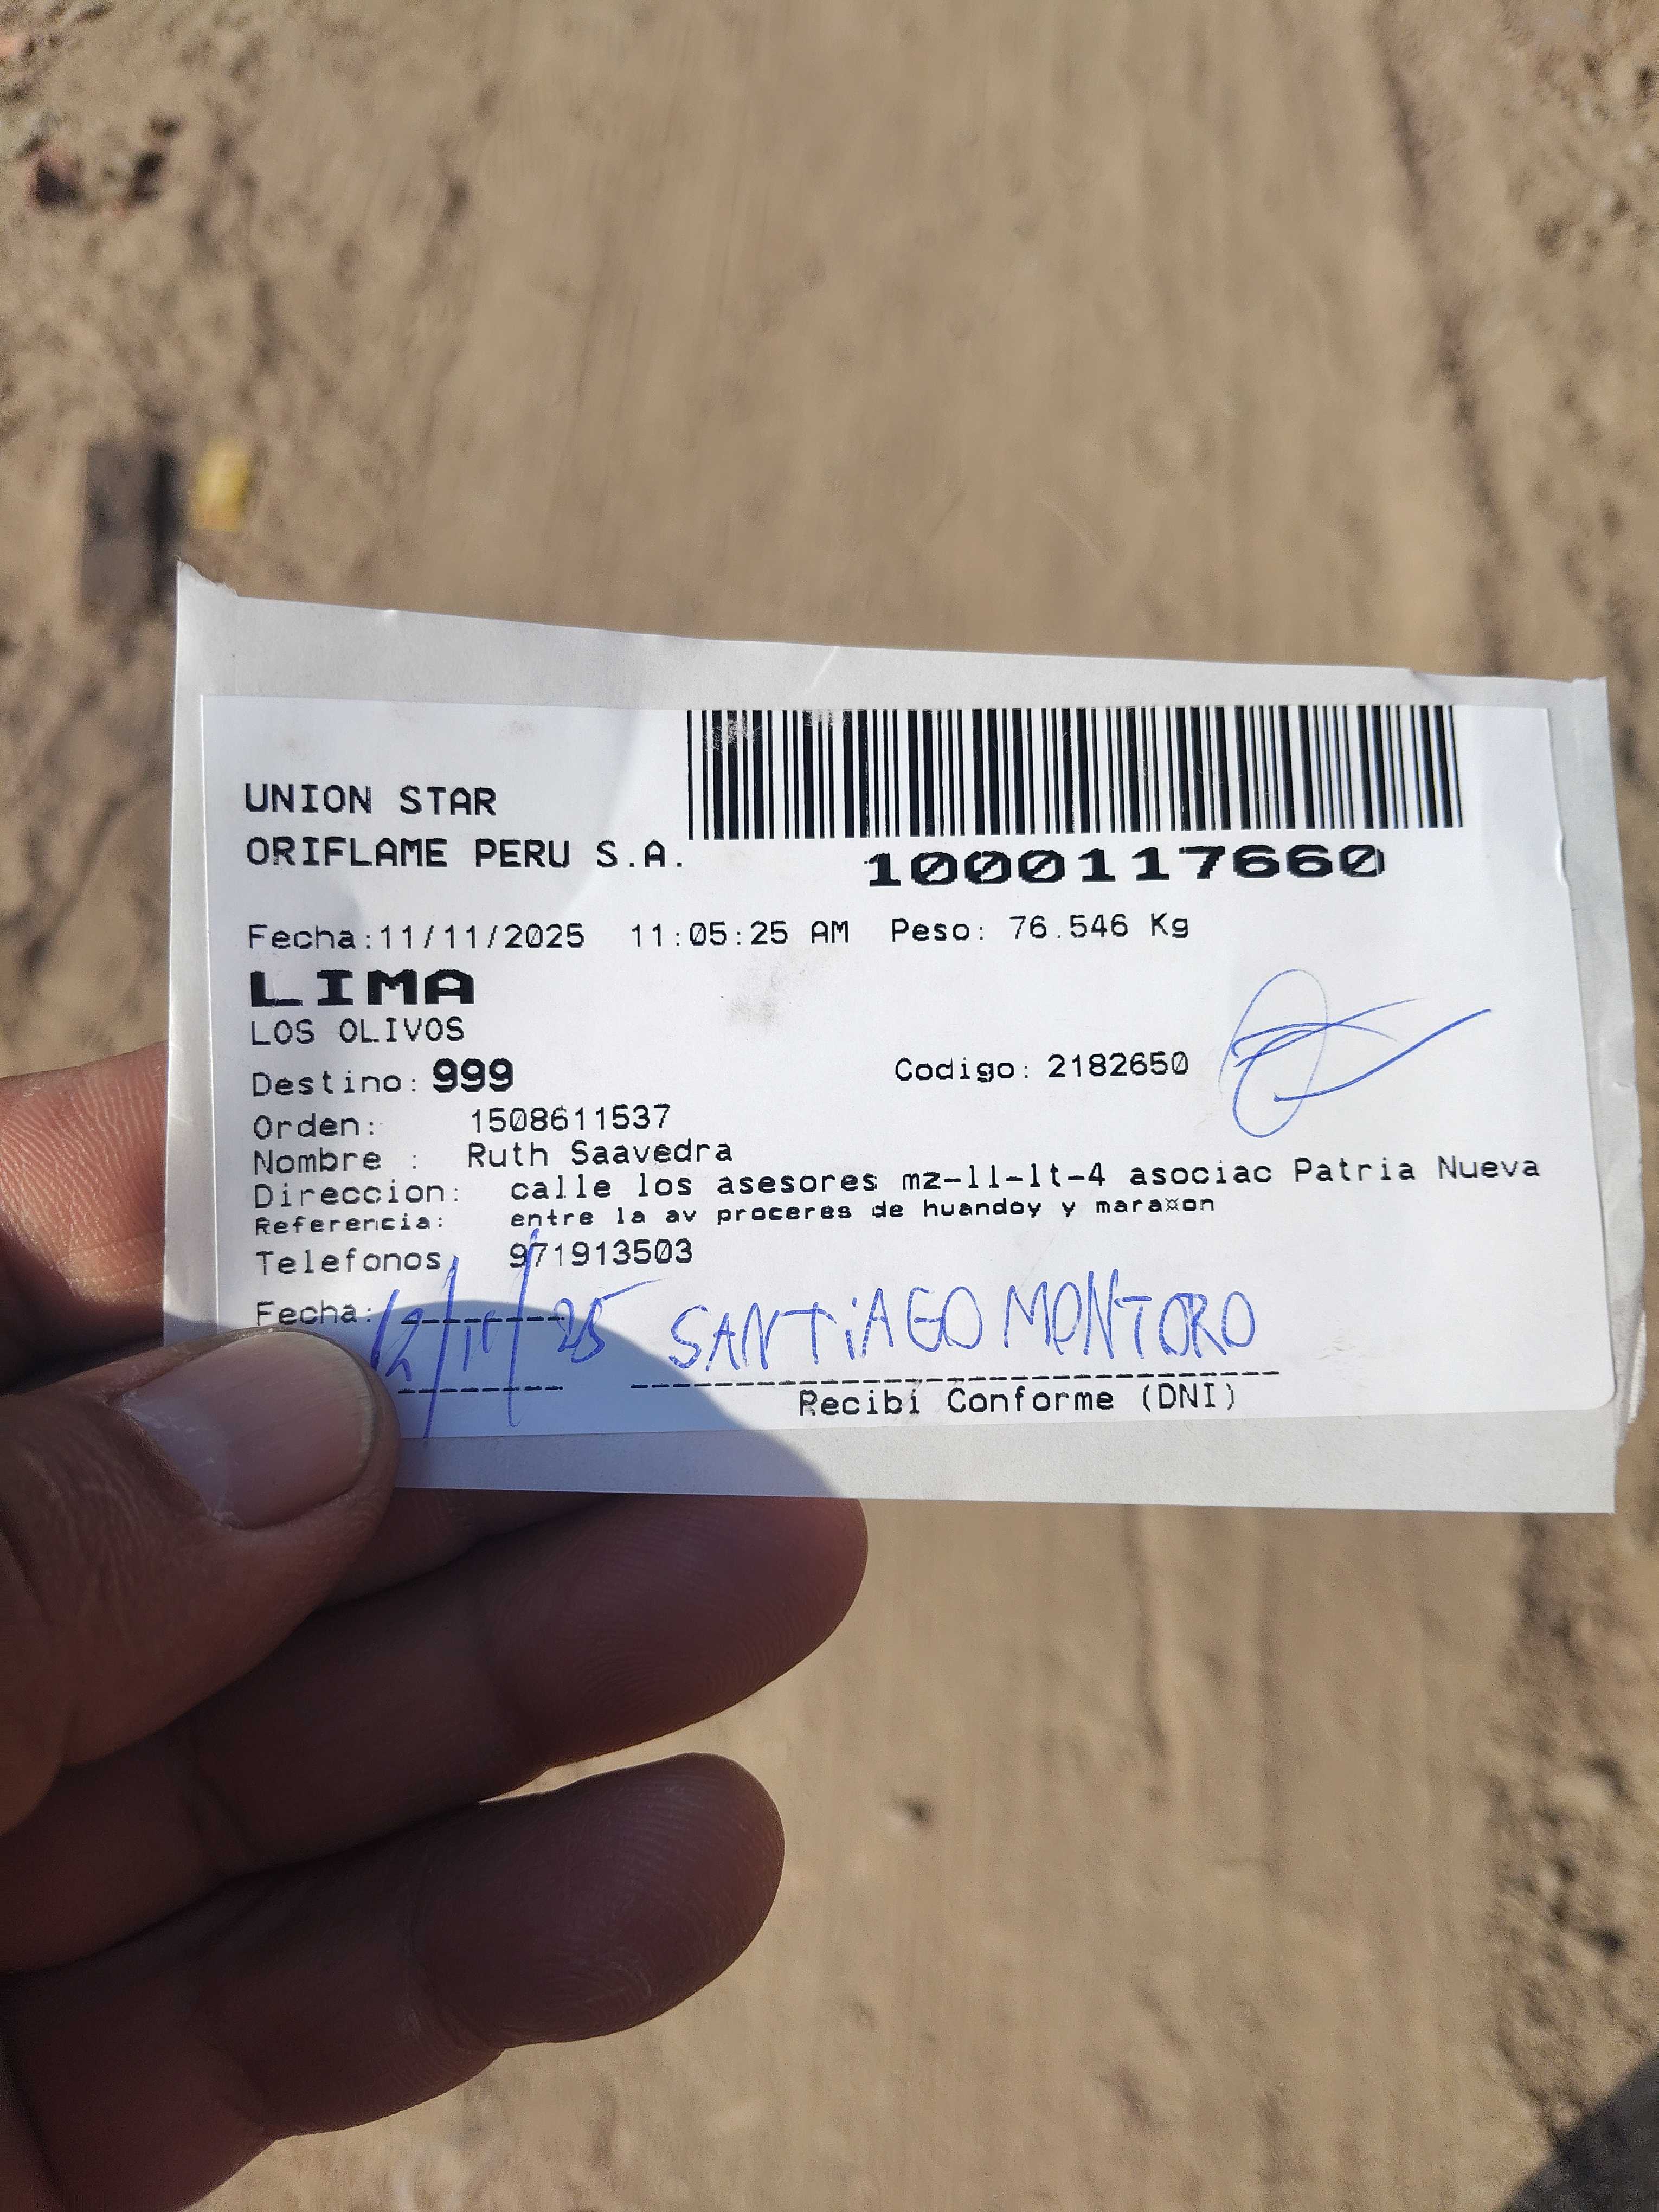 UNION STAR
ORIFLAME PERU S.A.
1000117660
Fecha:11/11/2025 11:05:25 AM Peso: 76.546 Kg
LIMA
LOS OLIVOS
Destino: 999 Codigo: 2182650
Orden: 1508611537
Nombre : Ruth Saavedra
Direccion: calle los asesores mz-ll-lt-4 asociac Patria Nueva
Referencia: entre la av proceres de huandoy y mara¤on
Telefonos 971913503
Fecha: 12/11/25 SANTiAGO MONTORO
Recibi Conforme (DNI)